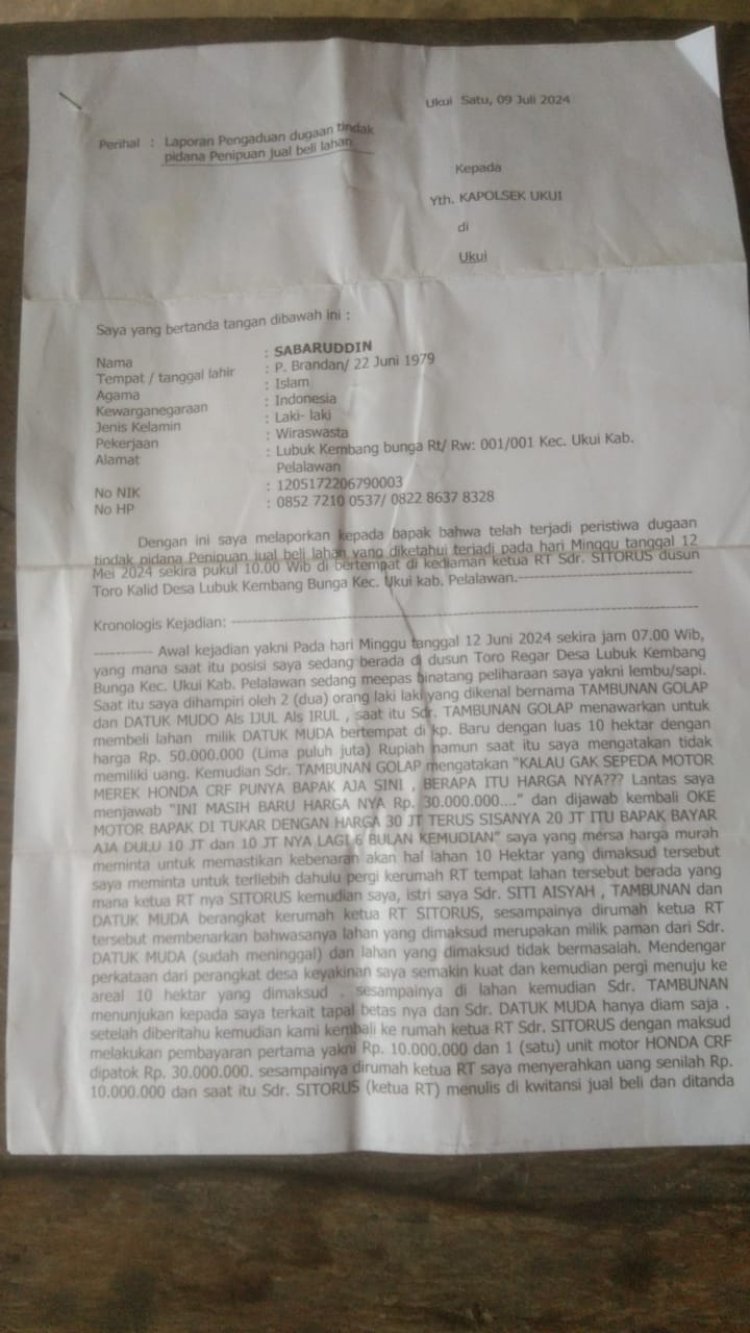 Ukui Satu, 09 Juli 2024
Perihal : Laporan Pengaduan dugaan tindak
pidana Penipuan jual beli lahan
Kepada
Yth. KAPOLSEK UKUI
di
Ukui
Saya yang bertanda tangan dibawah ini :
Nama : SABARUDDIN
Tempat / tanggal lahir : P. Brandan/ 22 Juni 1979
Agama : Islam
Kewarganegaraan : Indonesia
Jenis Kelamin : Laki- laki
Pekerjaan : Wiraswasta
Alamat : Lubuk Kembang bunga Rt/ Rw: 001/001 Kec. Ukui Kab.
Pelalawan
No NIK : 1205172206790003
No HP : 0852 7210 0537/ 0822 8637 8328
Dengan ini saya melaporkan kepada bapak bahwa telah terjadi peristiwa dugaan
tindak pidana Penipuan jual beli lahan yang diketahui terjadi pada hari Minggu tanggal 12
Mei 2024 sekira pukul 10.00 Wib di bertempat di kediaman ketua RT Sdr. SITORUS dusun
Toro Kalid Desa Lubuk Kembang Bunga Kec. Ukui kab. Pelalawan.-----------------------------
Kronologis Kejadian: ------------------------------------------------------------------------
------------ Awal kejadian yakni Pada hari Minggu tanggal 12 Juni 2024 sekira jam 07.00 Wib,
yang mana saat itu posisi saya sedang berada di dusun Toro Regar Desa Lubuk Kembang
Bunga Kec. Ukui Kab. Pelalawan sedang meepas binatang peliharaan saya yakni lembu/sapi.
Saat itu saya dihampiri oleh 2 (dua) orang laki laki yang dikenal bernama TAMBUNAN GOLAP
dan DATUK MUDO Als IJUL Als IRUL , saat itu Sdr. TAMBUNAN GOLAP menawarkan untuk
membeli lahan milik DATUK MUDA bertempat di kp. Baru dengan luas 10 hektar dengan
harga Rp. 50.000.000 (Lima puluh juta) Rupiah namun saat itu saya mengatakan tidak
memiliki uang. Kemudian Sdr. TAMBUNAN GOLAP mengatakan "KALAU GAK SEPEDA MOTOR
MEREK HONDA CRF PUNYA BAPAK AJA SINI , BERAPA ITU HARGA NYA??? Lantas saya
menjawab "INI MASIH BARU HARGA NYA Rp. 30.000.000...." dan dijawab kembali OKE
MOTOR BAPAK DI TUKAR DENGAN HARGA 30 JT TERUS SISANYA 20 JT ITU BAPAK BAYAR
AJA DULU 10 JT dan 10 JT NYA LAGI 6 BULAN KEMUDIAN" saya yang mersa harga murah
meminta untuk memastikan kebenaran akan hal lahan 10 Hektar yang dimaksud tersebut
saya meminta untuk terllebih dahulu pergi kerumah RT tempat lahan tersebut berada yang
mana ketua RT nya SITORUS kemudian saya, istri saya Sdr. SITI AISYAH , TAMBUNAN dan
DATUK MUDA berangkat kerumah ketua RT SITORUS, sesampainya dirumah ketua RT
tersebut membenarkan bahwasanya lahan yang dimaksud merupakan milik paman dari Sdr.
DATUK MUDA (sudah meninggal) dan lahan yang dimaksud tidak bermasalah. Mendengar
perkataan dari perangkat desa keyakinan saya semakin kuat dan kemudian pergi menuju ke
areal 10 hektar yang dimaksud . sesampainya di lahan kemudian Sdr. TAMBUNAN
menunjukan kepada saya terkait tapal betas nya dan Sdr. DATUK MUDA hanya diam saja .
setelah diberitahu kemudian kami kembali ke rumah ketua RT Sdr. SITORUS dengan maksud
melakukan pembayaran pertama yakni Rp. 10.000.000 dan 1 (satu) unit motor HONDA CRF
dipatok Rp. 30.000.000. sesampainya dirumah ketua RT saya menyerahkan uang senilah Rp.
10.000.000 dan saat itu Sdr. SITORUS (ketua RT) menulis di kwitansi jual beli dan ditanda